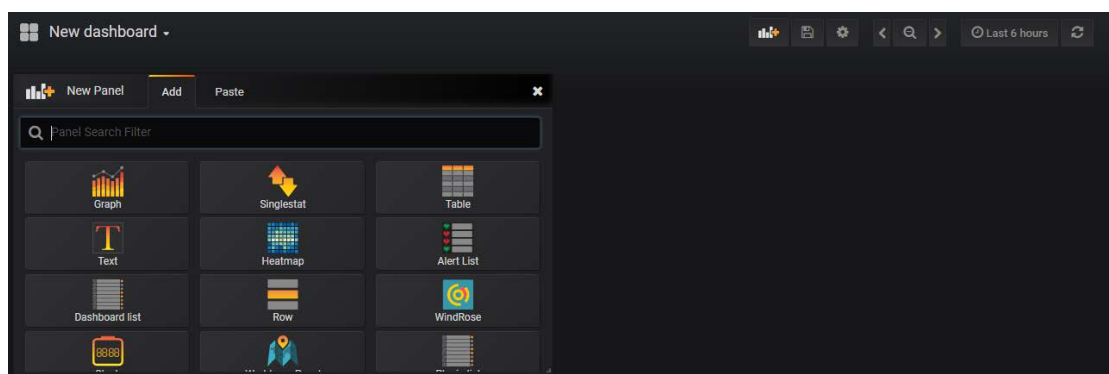 New dashboard
Last 6 hours
New Panel Add Paste
Panel Search Filter
Graph Singlestat Table
Text Heatmap Alert List
Dashboard list Row WindRose